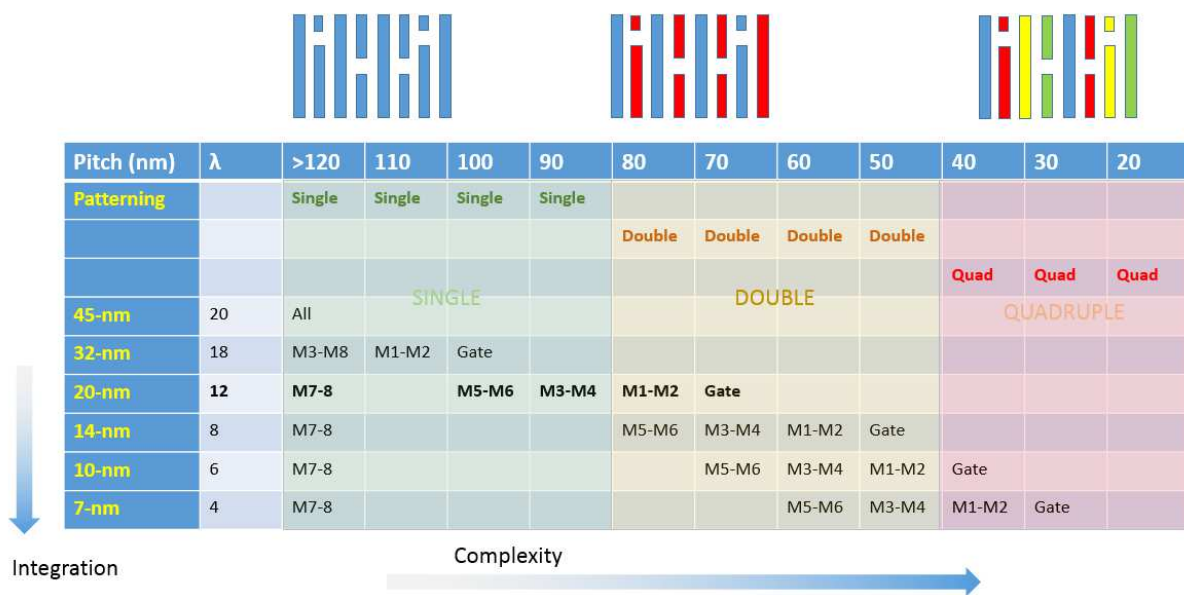 Pitch (nm) λ >120 110 100 90 80 70 60 50 40 30 20
Patterning Single Single Single Single
Double Double Double Double
Quad Quad Quad
SINGLE DOUBLE QUADRUPLE
45-nm 20 All
32-nm 18 M3-M8 M1-M2 Gate
20-nm 12 M7-8 M5-M6 M3-M4 M1-M2 Gate
14-nm 8 M7-8 M5-M6 M3-M4 M1-M2 Gate
10-nm 6 M7-8 M5-M6 M3-M4 M1-M2 Gate
7-nm 4 M7-8 M5-M6 M3-M4 M1-M2 Gate
Complexity
Integration